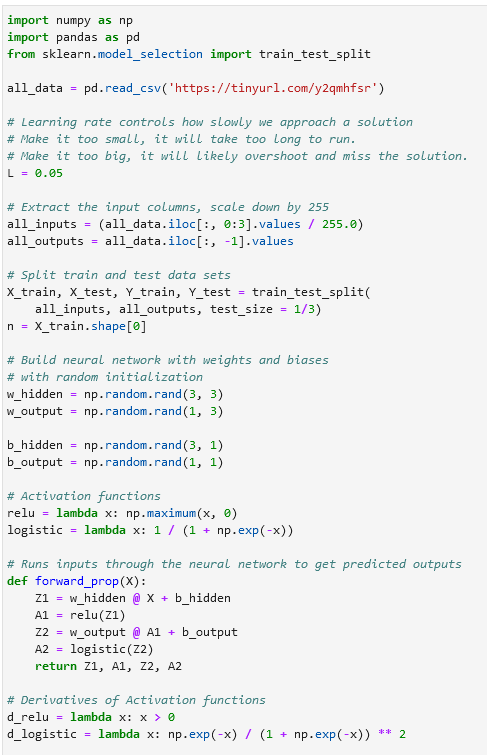 import numpy as np
import pandas as pd
from sklearn.model_selection import train_test_split

all_data = pd.read_csv('https://tinyurl.com/y2qmhfsr')

# Learning rate controls how slowly we approach a solution
# Make it too small, it will take too long to run.
# Make it too big, it will likely overshoot and miss the solution.
L = 0.05

# Extract the input columns, scale down by 255
all_inputs = (all_data.iloc[:, 0:3].values / 255.0)
all_outputs = all_data.iloc[:, -1].values

# Split train and test data sets
X_train, X_test, Y_train, Y_test = train_test_split(
    all_inputs, all_outputs, test_size = 1/3)
n = X_train.shape[0]

# Build neural network with weights and biases
# with random initialization
w_hidden = np.random.rand(3, 3)
w_output = np.random.rand(1, 3)

b_hidden = np.random.rand(3, 1)
b_output = np.random.rand(1, 1)

# Activation functions
relu = lambda x: np.maximum(x, 0)
logistic = lambda x: 1 / (1 + np.exp(-x))

# Runs inputs through the neural network to get predicted outputs
def forward_prop(X):
    Z1 = w_hidden @ X + b_hidden
    A1 = relu(Z1)
    Z2 = w_output @ A1 + b_output
    A2 = logistic(Z2)
    return Z1, A1, Z2, A2

# Derivatives of Activation functions
d_relu = lambda x: x > 0
d_logistic = lambda x: np.exp(-x) / (1 + np.exp(-x)) ** 2